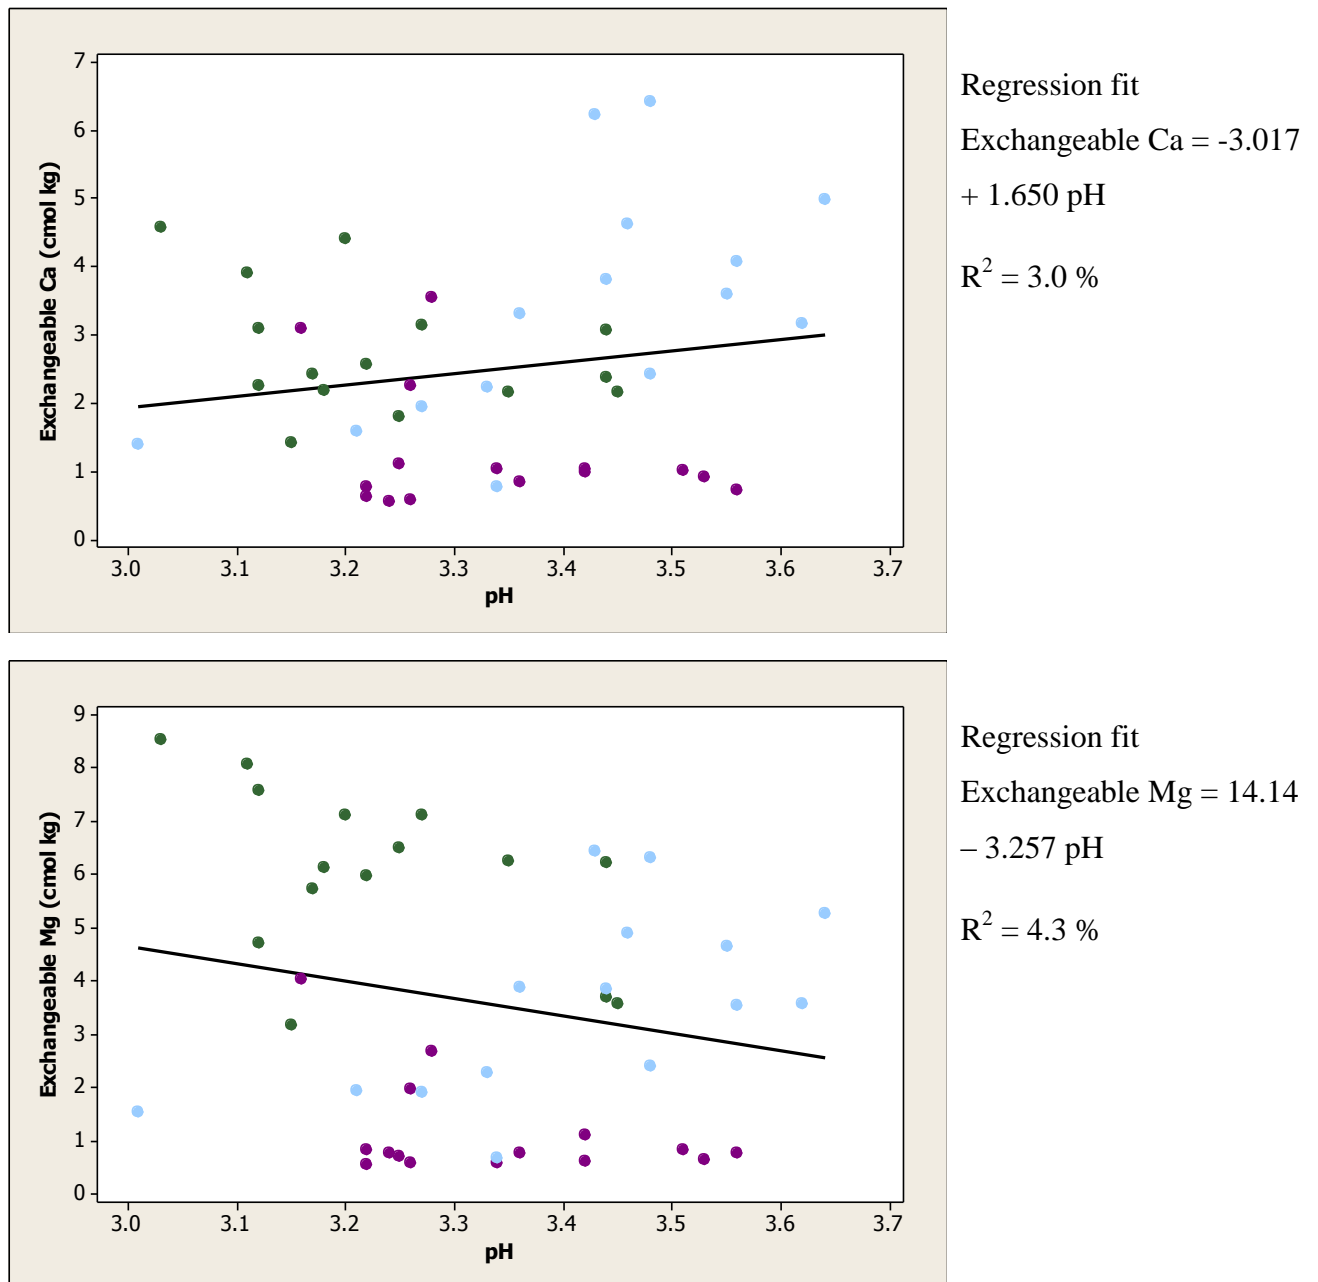 7
6
5
4
3
2
1
0
Exchangeable Ca (cmol kg)
3.0 3.1 3.2 3.3 3.4 3.5 3.6 3.7
pH
Regression fit
Exchangeable Ca = -3.017
+ 1.650 pH
R² = 3.0 %
9
8
7
6
5
4
3
2
1
0
Exchangeable Mg (cmol kg)
3.0 3.1 3.2 3.3 3.4 3.5 3.6 3.7
pH
Regression fit
Exchangeable Mg = 14.14
– 3.257 pH
R² = 4.3 %